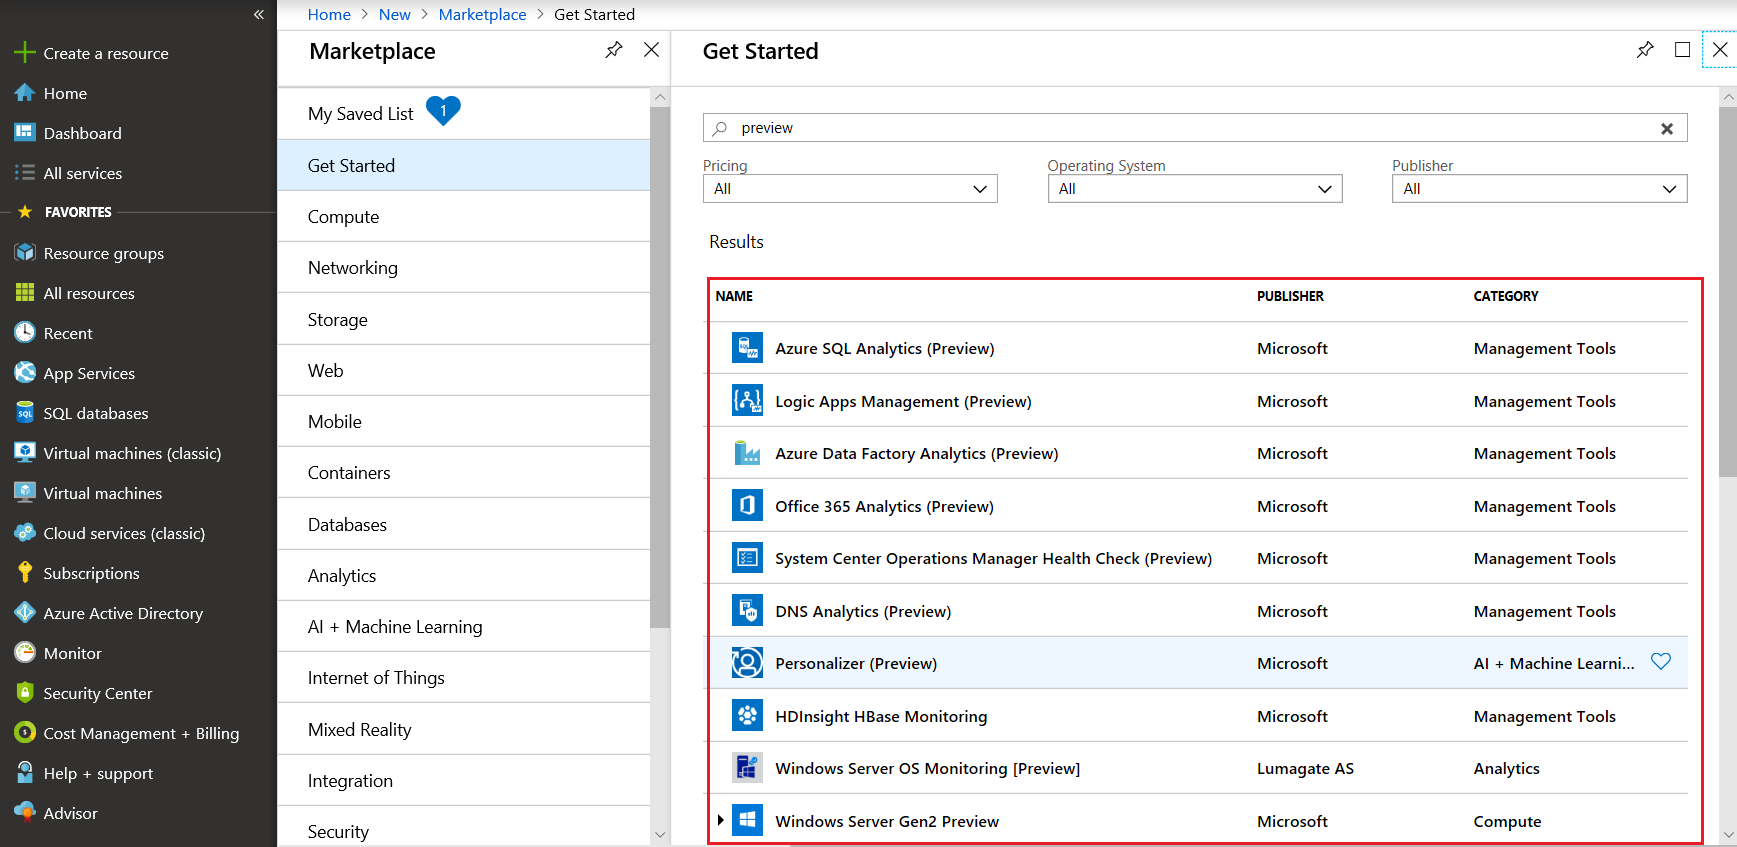 «
Create a resource
Home
Dashboard
All services
FAVORITES
Resource groups
All resources
Recent
App Services
SQL databases
Virtual machines (classic)
Virtual machines
Cloud services (classic)
Subscriptions
Azure Active Directory
Monitor
Security Center
Cost Management + Billing
Help + support
Advisor
Home > New > Marketplace > Get Started
Marketplace
My Saved List 1
Get Started
Compute
Networking
Storage
Web
Mobile
Containers
Databases
Analytics
AI + Machine Learning
Internet of Things
Mixed Reality
Integration
Security
Get Started
preview
Pricing Operating System Publisher
All All All
Results
NAME PUBLISHER CATEGORY
Azure SQL Analytics (Preview) Microsoft Management Tools
Logic Apps Management (Preview) Microsoft Management Tools
Azure Data Factory Analytics (Preview) Microsoft Management Tools
Office 365 Analytics (Preview) Microsoft Management Tools
System Center Operations Manager Health Check (Preview) Microsoft Management Tools
DNS Analytics (Preview) Microsoft Management Tools
Personalizer (Preview) Microsoft AI + Machine Learni...
HDInsight HBase Monitoring Microsoft Management Tools
Windows Server OS Monitoring [Preview] Lumagate AS Analytics
Windows Server Gen2 Preview Microsoft Compute